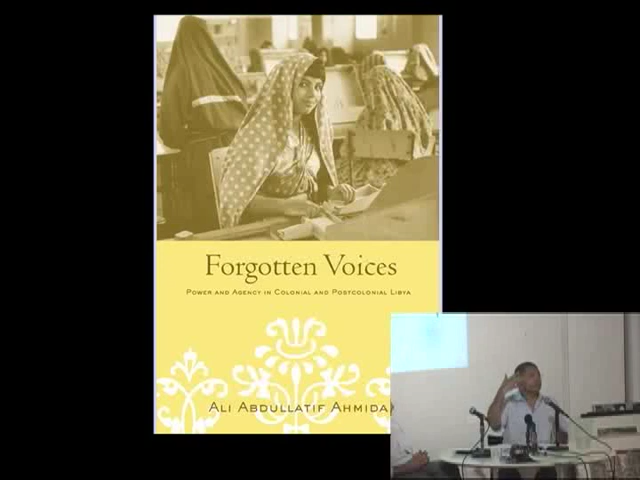 Forgotten Voices
POWER AND AGENCY IN COLONIAL AND POSTCOLONIAL LIBYA
ALI ABDULLATIF AHMIDA